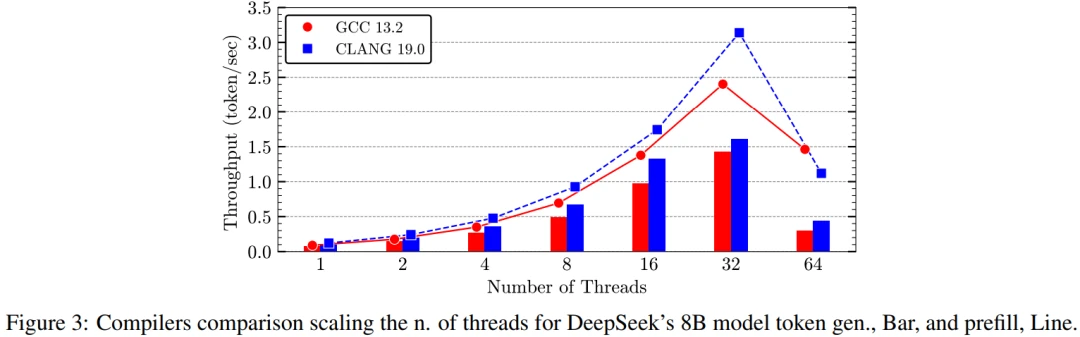 3.5
3.0
2.5
2.0
1.5
1.0
0.5
0.0
Throughput (token/sec)
GCC 13.2
CLANG 19.0
1 2 4 8 16 32 64
Number of Threads
Figure 3: Compilers comparison scaling the n. of threads for DeepSeek's 8B model token gen., Bar, and prefill, Line.